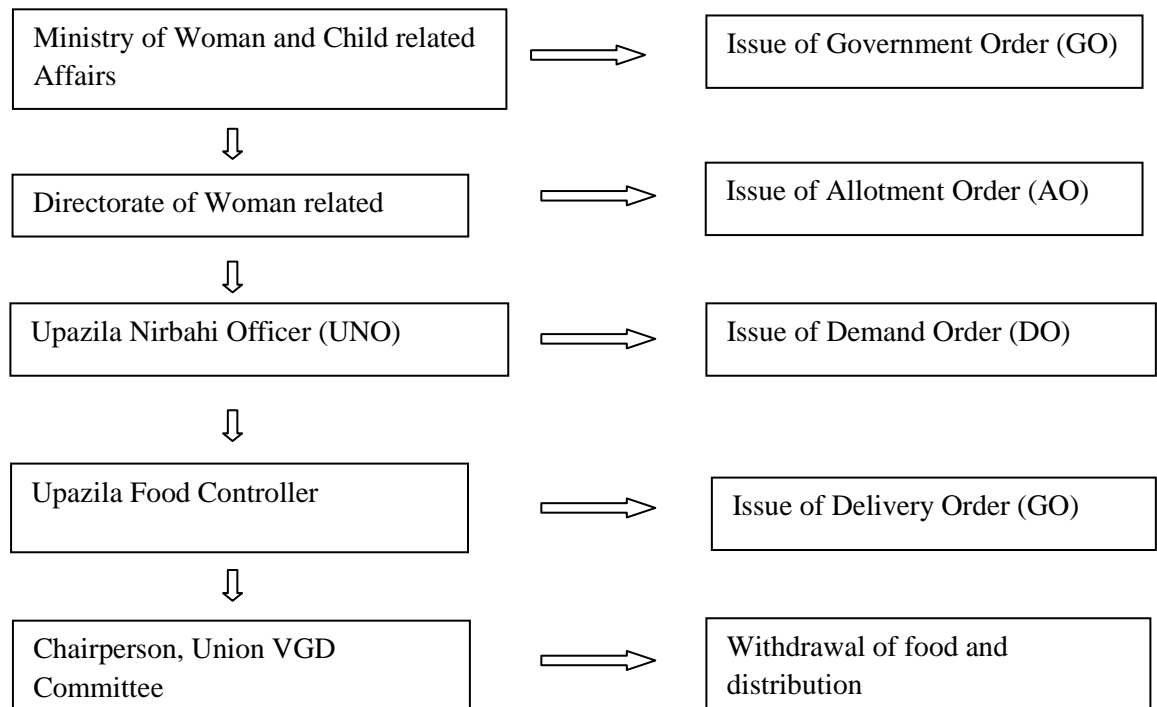 Ministry of Woman and Child related
Affairs
Issue of Government Order (GO)
Directorate of Woman related
Issue of Allotment Order (AO)
Upazila Nirbahi Officer (UNO)
Issue of Demand Order (DO)
Upazila Food Controller
Issue of Delivery Order (GO)
Chairperson, Union VGD
Committee
Withdrawal of food and
distribution